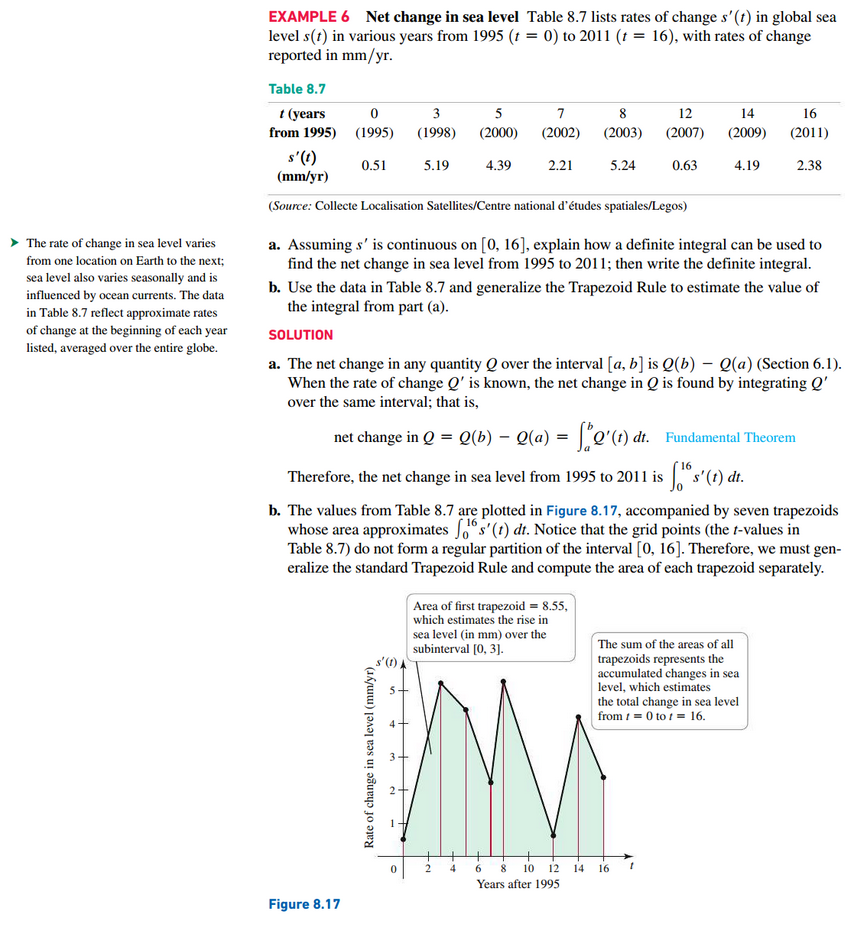 EXAMPLE 6 Net change in sea level Table 8.7 lists rates of change s′(t) in global sea
level s(t) in various years from 1995 (t = 0) to 2011 (t = 16), with rates of change
reported in mm/yr.
Table 8.7
t (years from 1995) 0 (1995) 3 (1998) 5 (2000) 7 (2002) 8 (2003) 12 (2007) 14 (2009) 16 (2011)
s′(t) (mm/yr) 0.51 5.19 4.39 2.21 5.24 0.63 4.19 2.38
(Source: Collecte Localisation Satellites/Centre national d’études spatiales/Legos)
➤ The rate of change in sea level varies
from one location on Earth to the next;
sea level also varies seasonally and is
influenced by ocean currents. The data
in Table 8.7 reflect approximate rates
of change at the beginning of each year
listed, averaged over the entire globe.
a. Assuming s′ is continuous on [0, 16], explain how a definite integral can be used to
find the net change in sea level from 1995 to 2011; then write the definite integral.
b. Use the data in Table 8.7 and generalize the Trapezoid Rule to estimate the value of
the integral from part (a).
SOLUTION
a. The net change in any quantity Q over the interval [a, b] is Q(b) − Q(a) (Section 6.1).
When the rate of change Q′ is known, the net change in Q is found by integrating Q′
over the same interval; that is,
net change in Q = Q(b) − Q(a) = ∫ₐᵇ Q′(t) dt. Fundamental Theorem
Therefore, the net change in sea level from 1995 to 2011 is ∫₀¹⁶ s′(t) dt.
b. The values from Table 8.7 are plotted in Figure 8.17, accompanied by seven trapezoids
whose area approximates ∫₀¹⁶ s′(t) dt. Notice that the grid points (the t-values in
Table 8.7) do not form a regular partition of the interval [0, 16]. Therefore, we must gen-
eralize the standard Trapezoid Rule and compute the area of each trapezoid separately.
Area of first trapezoid = 8.55,
which estimates the rise in
sea level (in mm) over the
subinterval [0, 3].
The sum of the areas of all
trapezoids represents the
accumulated changes in sea
level, which estimates
the total change in sea level
from t = 0 to t = 16.
s′(t)
Rate of change in sea level (mm/yr)
5
4
3
2
1
0 2 4 6 8 10 12 14 16 t
Years after 1995
Figure 8.17